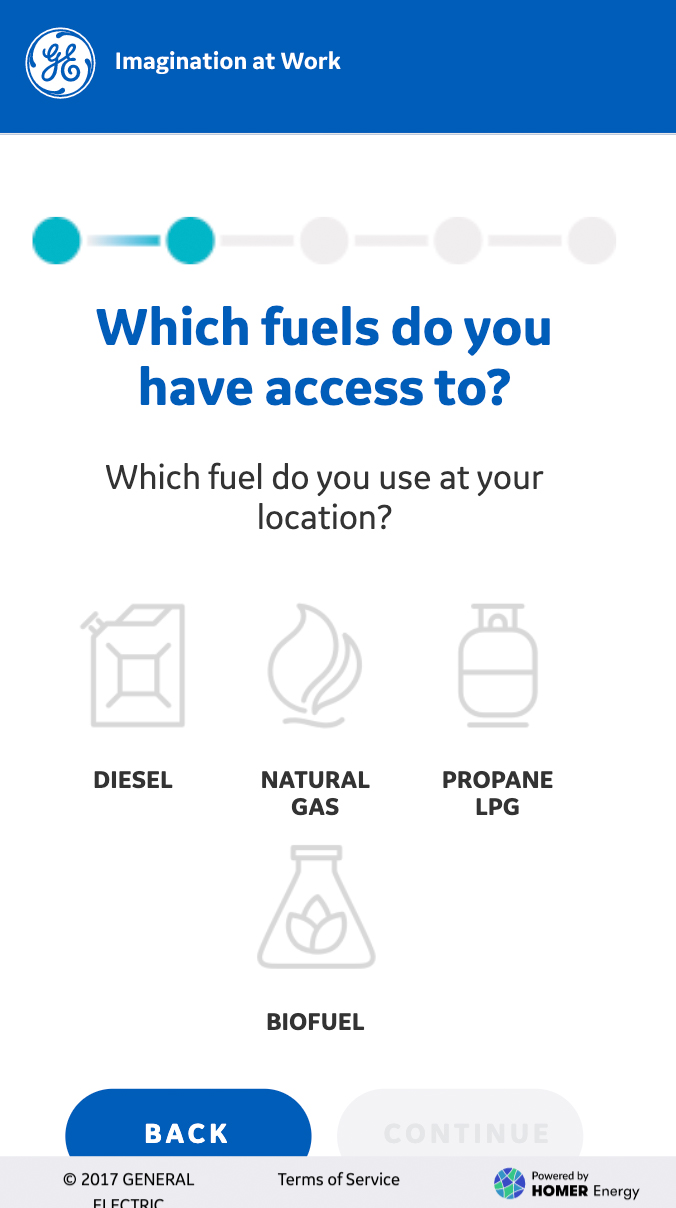 Imagination at Work
Which fuels do you
have access to?
Which fuel do you use at your
location?
DIESEL
NATURAL
GAS
PROPANE
LPG
BIOFUEL
BACK
CONTINUE
© 2017 GENERAL
ELECTRIC
Terms of Service
Powered by
HOMER Energy